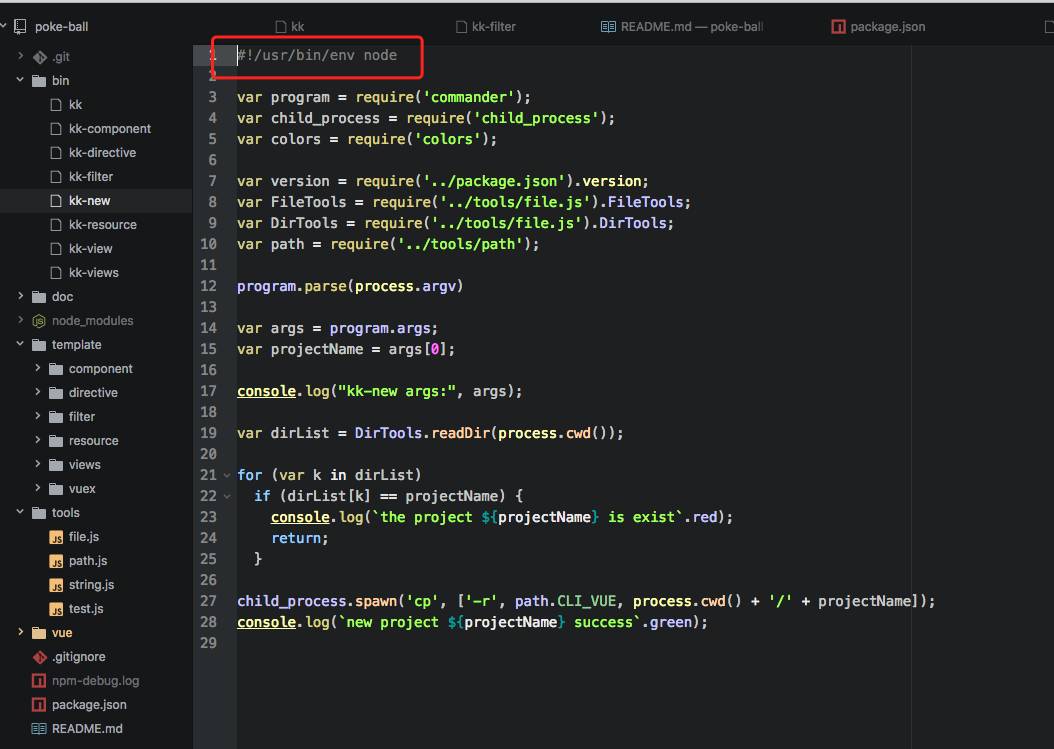 poke-ball
kk
kk-filter
README.md — poke-ball
package.json
.git
bin
kk
kk-component
kk-directive
kk-filter
kk-new
kk-resource
kk-view
kk-views
doc
node_modules
template
component
directive
filter
resource
views
vuex
tools
file.js
path.js
string.js
test.js
vue
.gitignore
npm-debug.log
package.json
README.md
1 #!/usr/bin/env node
2
3 var program = require('commander');
4 var child_process = require('child_process');
5 var colors = require('colors');
6
7 var version = require('../package.json').version;
8 var FileTools = require('../tools/file.js').FileTools;
9 var DirTools = require('../tools/file.js').DirTools;
10 var path = require('../tools/path');
11
12 program.parse(process.argv)
13
14 var args = program.args;
15 var projectName = args[0];
16
17 console.log("kk-new args:", args);
18
19 var dirList = DirTools.readDir(process.cwd());
20
21 for (var k in dirList)
22 if (dirList[k] == projectName) {
23 console.log(`the project ${projectName} is exist`.red);
24 return;
25 }
26
27 child_process.spawn('cp', ['-r', path.CLI_VUE, process.cwd() + '/' + projectName]);
28 console.log(`new project ${projectName} success`.green);
29